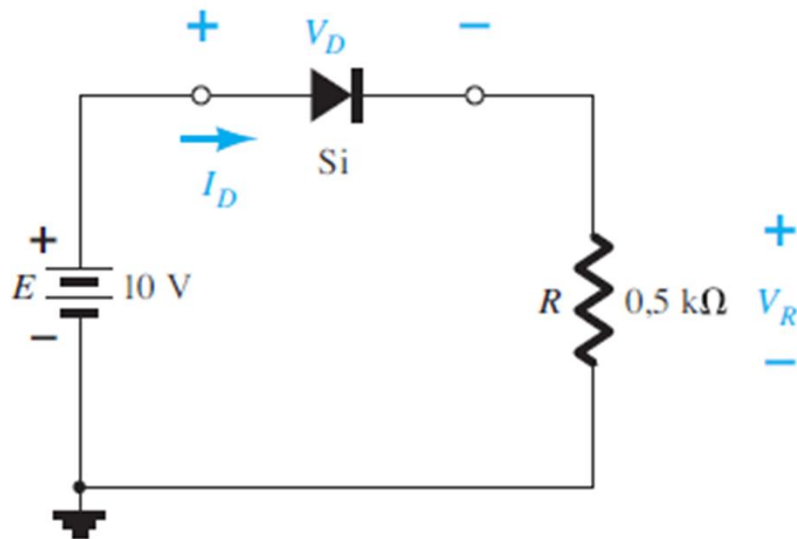 + V_D −
I_D
Si
+
E 10 V
−
R 0,5 kΩ
+
V_R
−